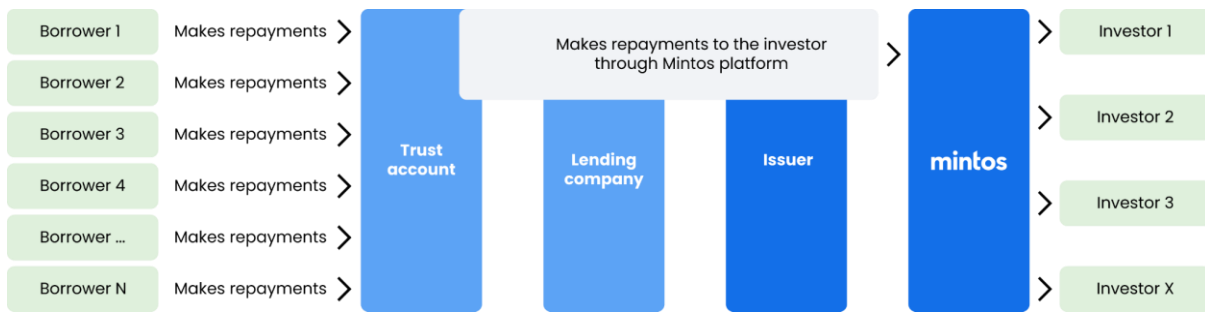 Borrower 1 Makes repayments
Borrower 2 Makes repayments
Borrower 3 Makes repayments
Borrower 4 Makes repayments
Borrower ... Makes repayments
Borrower N Makes repayments
Trust
account
Makes repayments to the investor
through Mintos platform
Lending
company
Issuer
mintos
Investor 1
Investor 2
Investor 3
Investor X